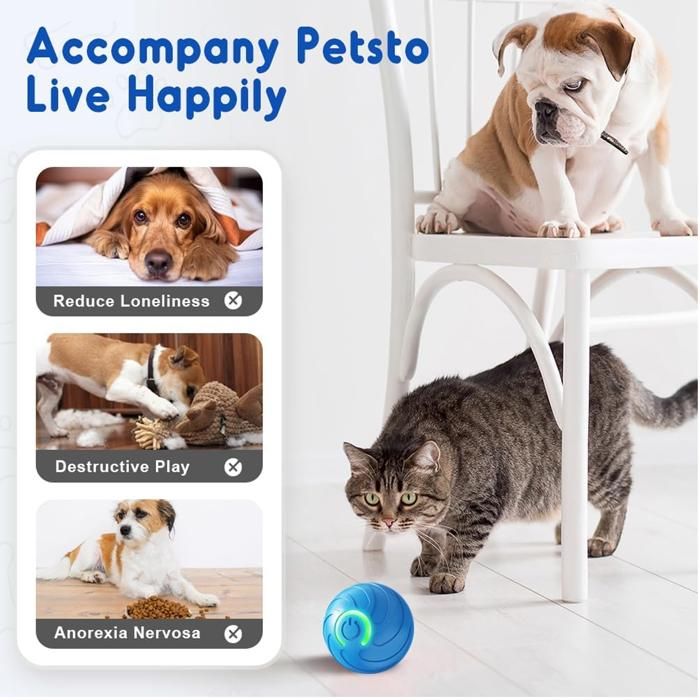 Accompany Petsto
Live Happily
Reduce Loneliness
Destructive Play
Anorexia Nervosa